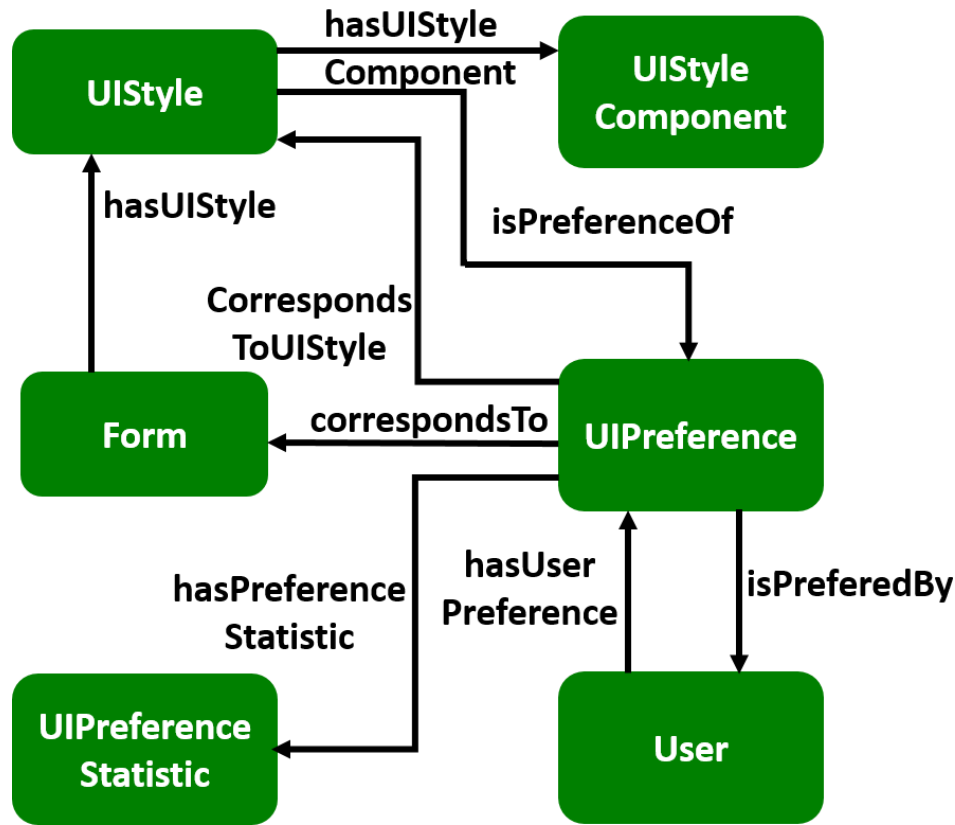 hasUIStyle
Component
UIStyle
UIStyle
Component
hasUIStyle
isPreferenceOf
Corresponds
ToUIStyle
Form
correspondsTo
UIPreference
hasPreference
Statistic
hasUser
Preference
isPreferedBy
UIPreference
Statistic
User